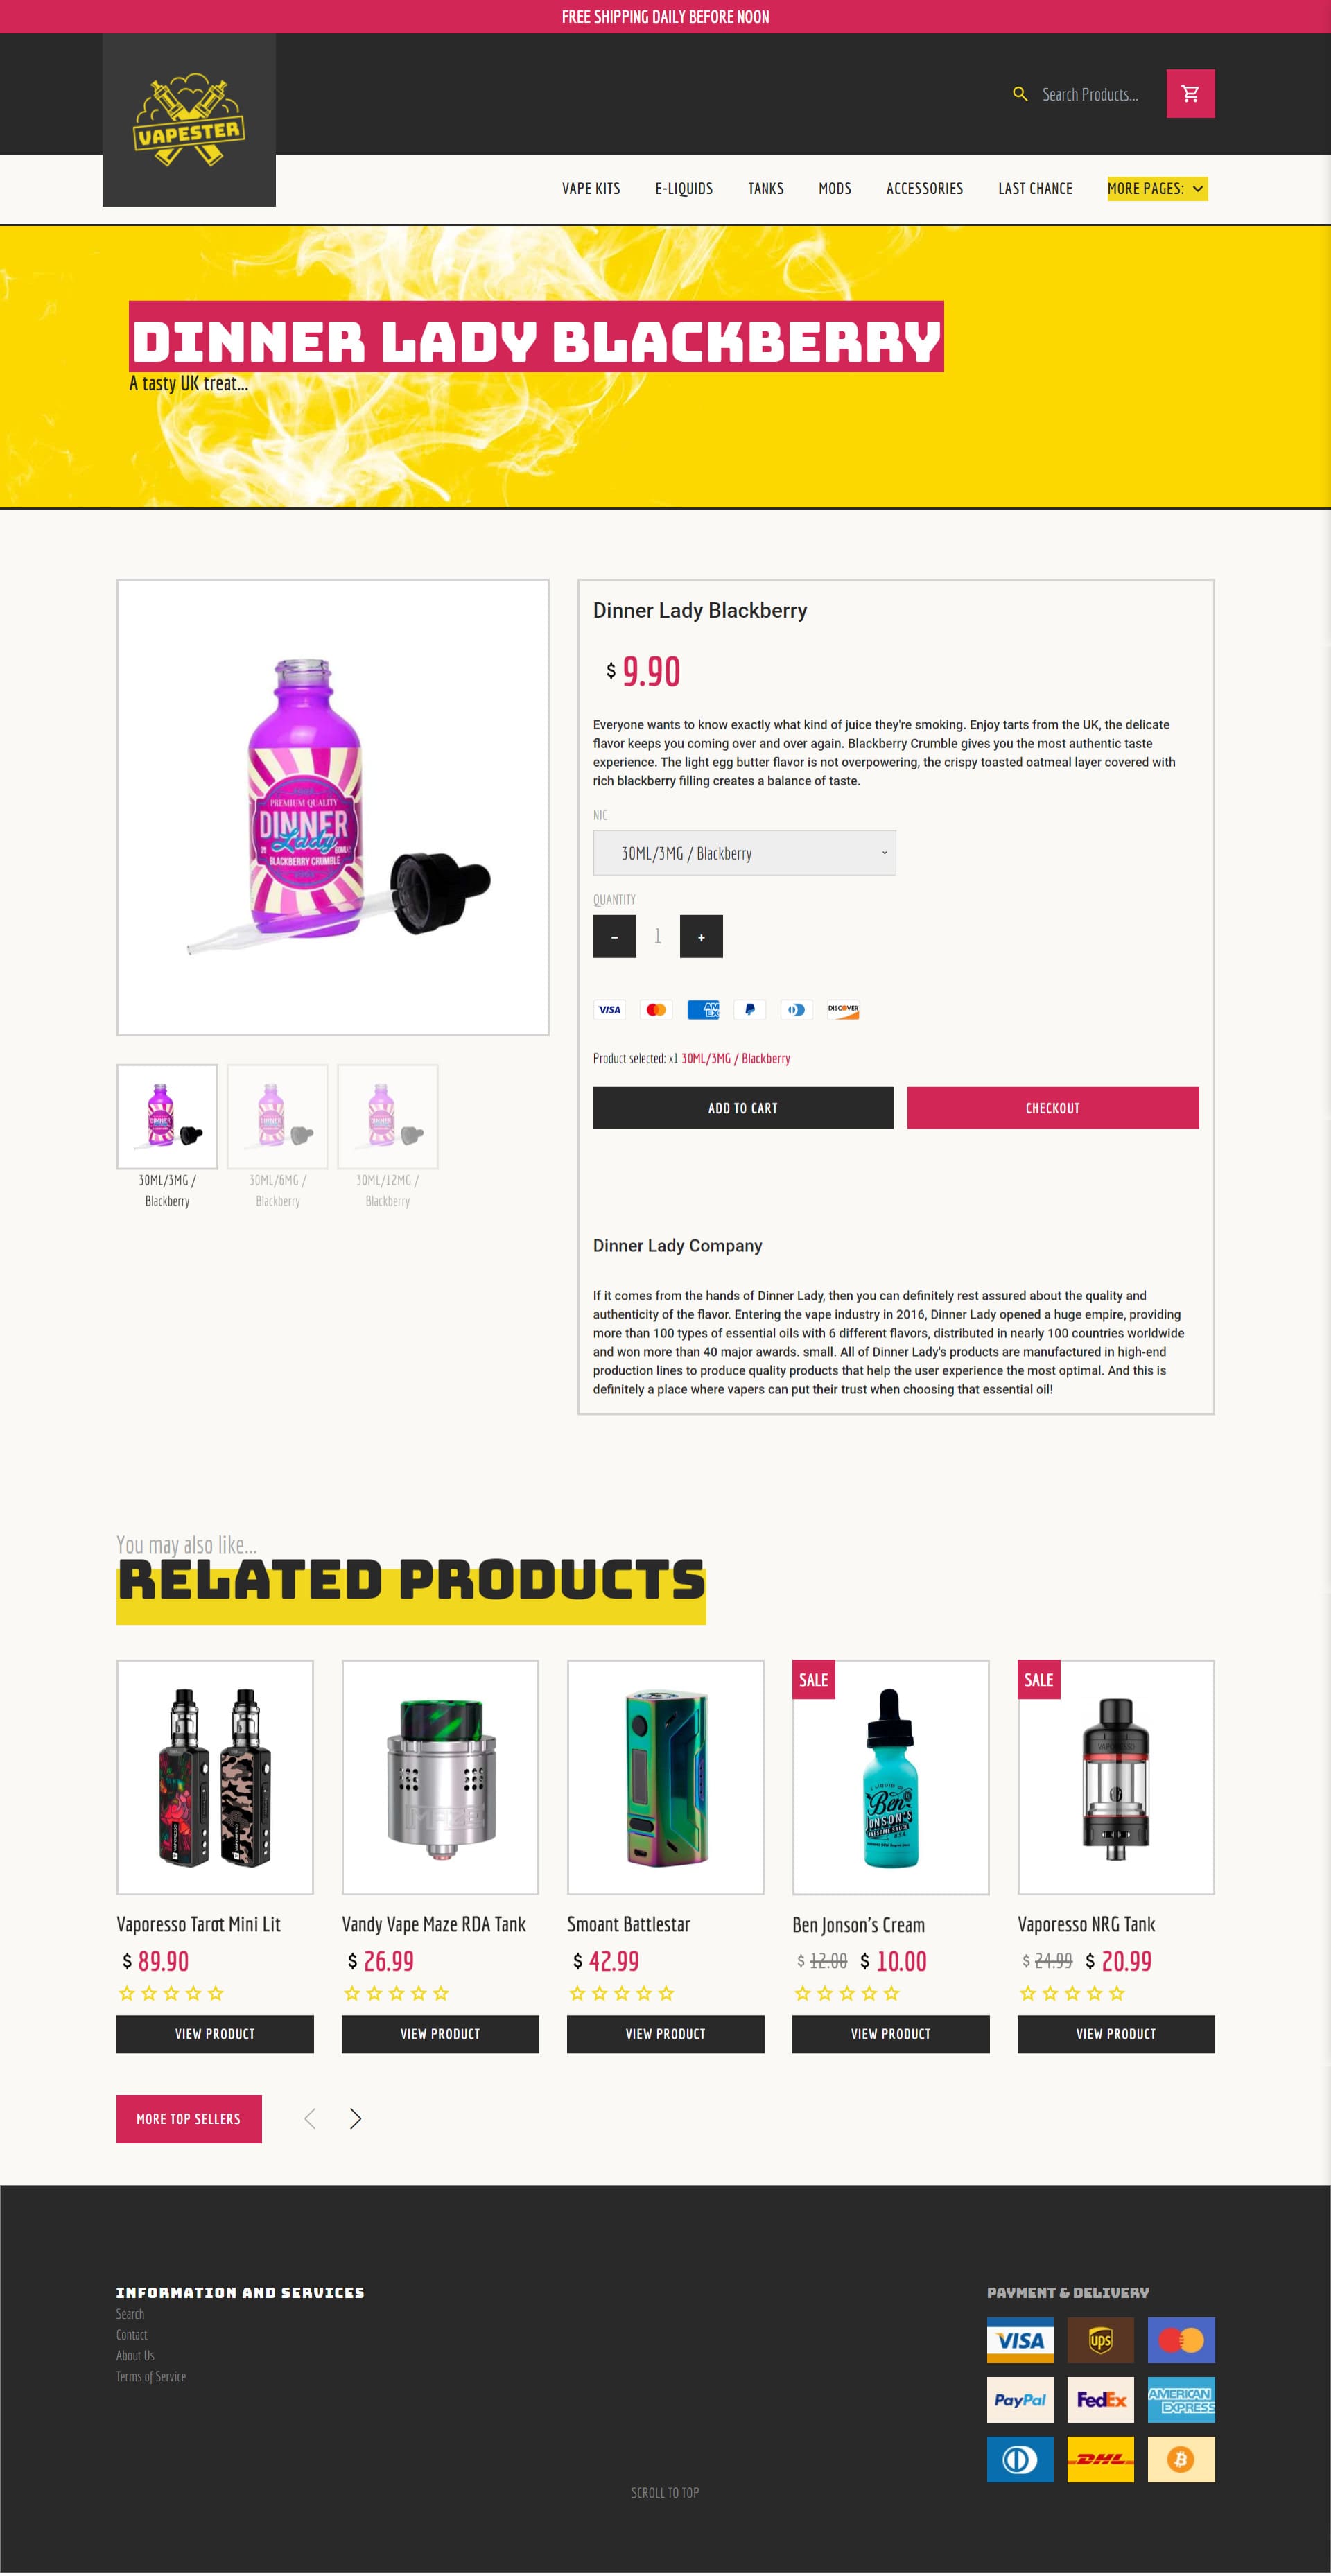 FREE SHIPPING DAILY BEFORE NOON
VAPESTER
Search Products...
VAPE KITS E-LIQUIDS TANKS MODS ACCESSORIES LAST CHANCE MORE PAGES:
DINNER LADY BLACKBERRY
A tasty UK treat...
PREMIUM QUALITY
DINNER
Lady
60ML
BLACKBERRY CRUMBLE
30ML/3MG /
Blackberry
30ML/6MG /
Blackberry
30ML/12MG /
Blackberry
Dinner Lady Blackberry
$ 9.90
Everyone wants to know exactly what kind of juice they're smoking. Enjoy tarts from the UK, the delicate
flavor keeps you coming over and over again. Blackberry Crumble gives you the most authentic taste
experience. The light egg butter flavor is not overpowering, the crispy toasted oatmeal layer covered with
rich blackberry filling creates a balance of taste.
NIC
30ML/3MG / Blackberry
QUANTITY
− 1 +
VISA AM EX DISCOVER
Product selected: x1 30ML/3MG / Blackberry
ADD TO CART CHECKOUT
Dinner Lady Company
If it comes from the hands of Dinner Lady, then you can definitely rest assured about the quality and
authenticity of the flavor. Entering the vape industry in 2016, Dinner Lady opened a huge empire, providing
more than 100 types of essential oils with 6 different flavors, distributed in nearly 100 countries worldwide
and won more than 40 major awards. small. All of Dinner Lady's products are manufactured in high-end
production lines to produce quality products that help the user experience the most optimal. And this is
definitely a place where vapers can put their trust when choosing that essential oil!
You may also like...
RELATED PRODUCTS
SALE SALE
Ben
JONSON'S
AWESOME SAUCE
Vaporesso Tarot Mini Lit
$ 89.90
VIEW PRODUCT
Vandy Vape Maze RDA Tank
$ 26.99
VIEW PRODUCT
Smoant Battlestar
$ 42.99
VIEW PRODUCT
Ben Jonson's Cream
$ 12.00 $ 10.00
VIEW PRODUCT
Vaporesso NRG Tank
$ 24.99 $ 20.99
VIEW PRODUCT
MORE TOP SELLERS
INFORMATION AND SERVICES
Search
Contact
About Us
Terms of Service
PAYMENT & DELIVERY
VISA ups
PayPal FedEx AMERICAN EXPRESS
DHL
SCROLL TO TOP